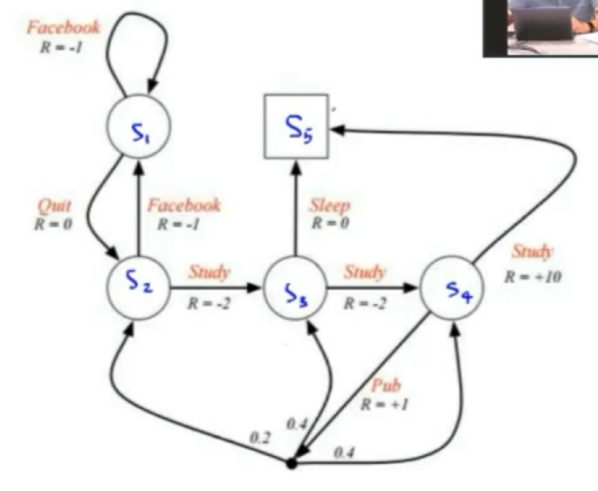 Facebook
R = -1
S₁
S₅
Quit
R = 0
Facebook
R = -1
Sleep
R = 0
S₂
Study
R = -2
S₃
Study
R = -2
S₄
Study
R = +10
Pub
R = +1
0.2
0.4
0.4